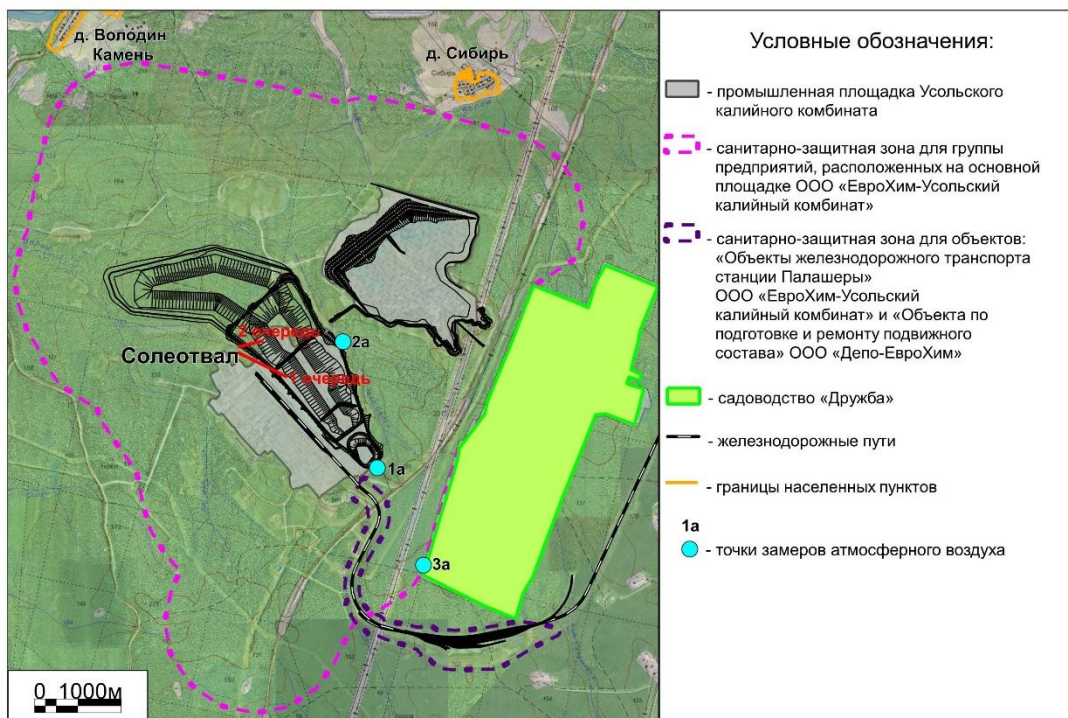 д. Володин
Камень
д. Сибирь
Сибирь
2 очередь
Солеотвал
1 очередь
2а
1а
3а
0 1000м
Условные обозначения:
- промышленная площадка Усольского
калийного комбината
- санитарно-защитная зона для группы
предприятий, расположенных на основной
площадке ООО «ЕвроХим-Усольский
калийный комбинат»
- санитарно-защитная зона для объектов:
«Объекты железнодорожного транспорта
станции Палашеры»
ООО «ЕвроХим-Усольский
калийный комбинат» и «Объекта по
подготовке и ремонту подвижного
состава» ООО «Депо-ЕвроХим»
- садоводство «Дружба»
- железнодорожные пути
- границы населенных пунктов
1а
- точки замеров атмосферного воздуха